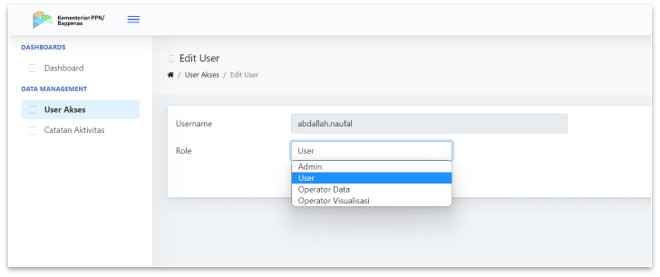 Kementerian PPN/
Bappenas
DASHBOARDS
Dashboard
DATA MANAGEMENT
User Akses
Catatan Aktivitas
Edit User
/ User Akses / Edit User
Username
abdallah.naufal
Role
User
Admin
User
Operator Data
Operator Visualisasi